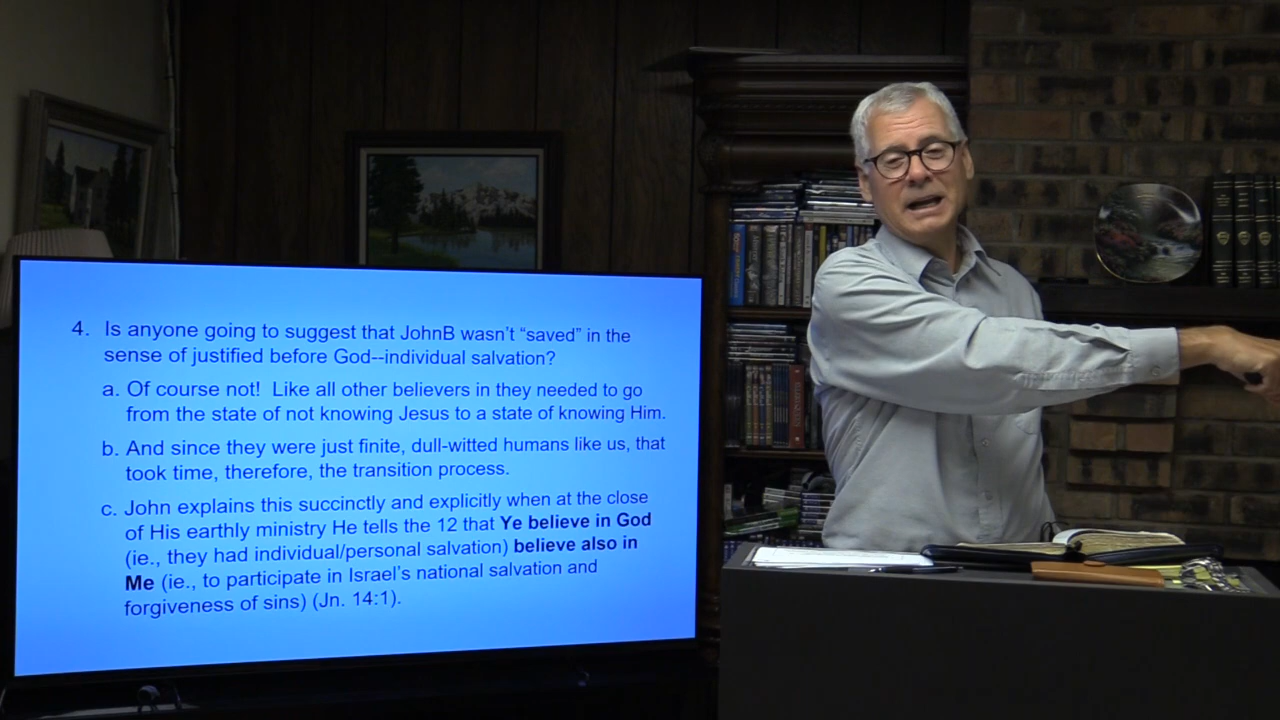 4. Is anyone going to suggest that JohnB wasn't “saved” in the
sense of justified before God--individual salvation?
a. Of course not! Like all other believers in they needed to go
from the state of not knowing Jesus to a state of knowing Him.
b. And since they were just finite, dull-witted humans like us, that
took time, therefore, the transition process.
c. John explains this succinctly and explicitly when at the close
of His earthly ministry He tells the 12 that Ye believe in God
(ie., they had individual/personal salvation) believe also in
Me (ie., to participate in Israel's national salvation and
forgiveness of sins) (Jn. 14:1).